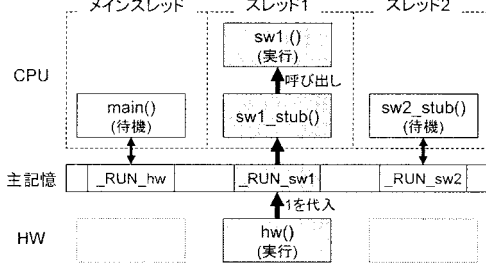 メインスレッド スレッド1 スレッド2
sw1 ()
(実行)
CPU
呼び出し
main()
(待機)
sw1_stub()
sw2_stub()
(待機)
主記憶
_RUN_hw _RUN_sw1 _RUN_sw2
1を代入
HW
hw()
(実行)